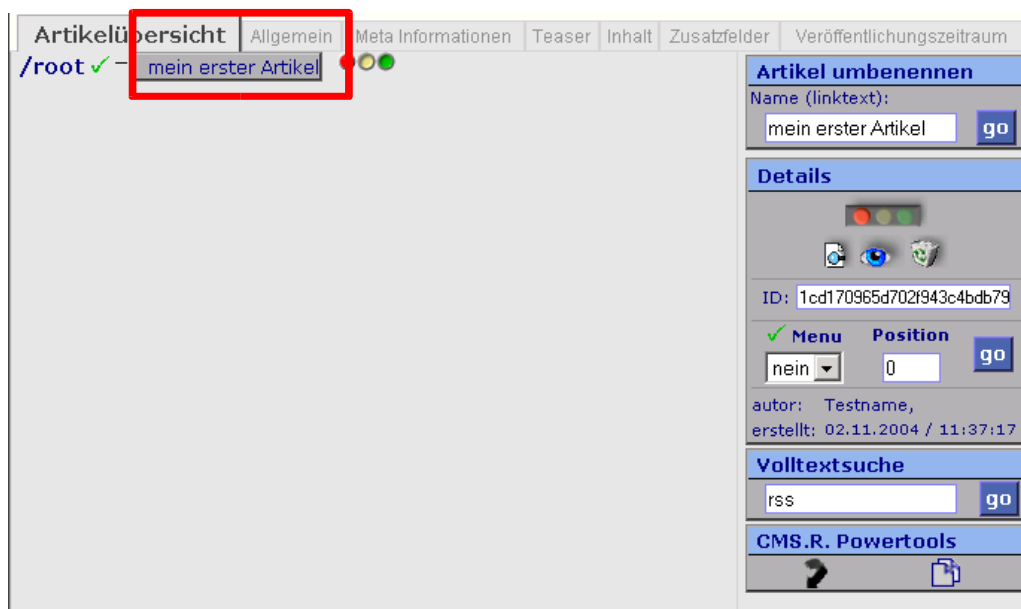 Artikelübersicht Allgemein Meta Informationen Teaser Inhalt Zusatzfelder Veröffentlichungszeitraum
/root mein erster Artikel
Artikel umbenennen
Name (linktext):
mein erster Artikel go
Details
ID: 1cd170965d702f943c4bdb79
Menu Position
nein 0 go
autor: Testname,
erstellt: 02.11.2004 / 11:37:17
Volltextsuche
rss go
CMS.R. Powertools